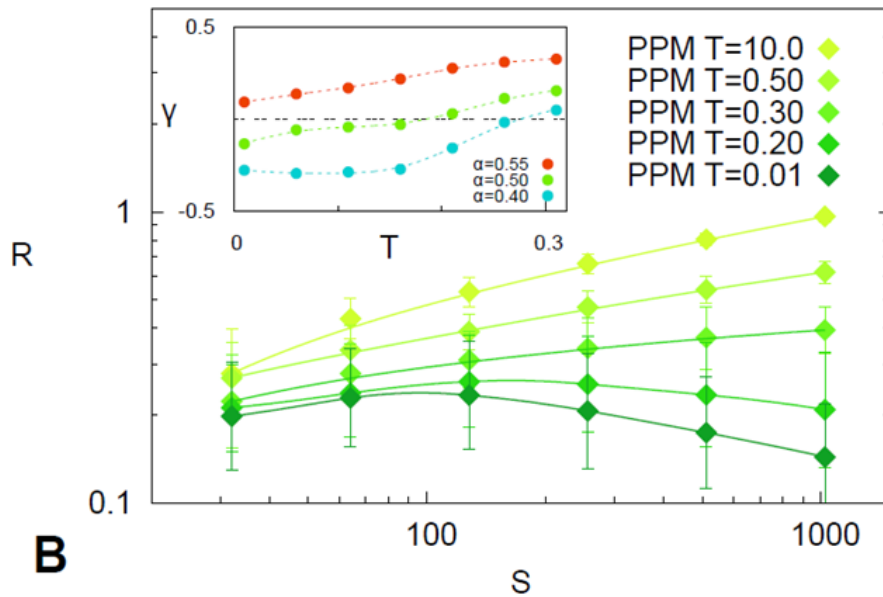 0.5
γ
-0.5
α=0.55
α=0.50
α=0.40
0
T
0.3
PPM T=10.0
PPM T=0.50
PPM T=0.30
PPM T=0.20
PPM T=0.01
1
R
0.1
100
1000
B
S